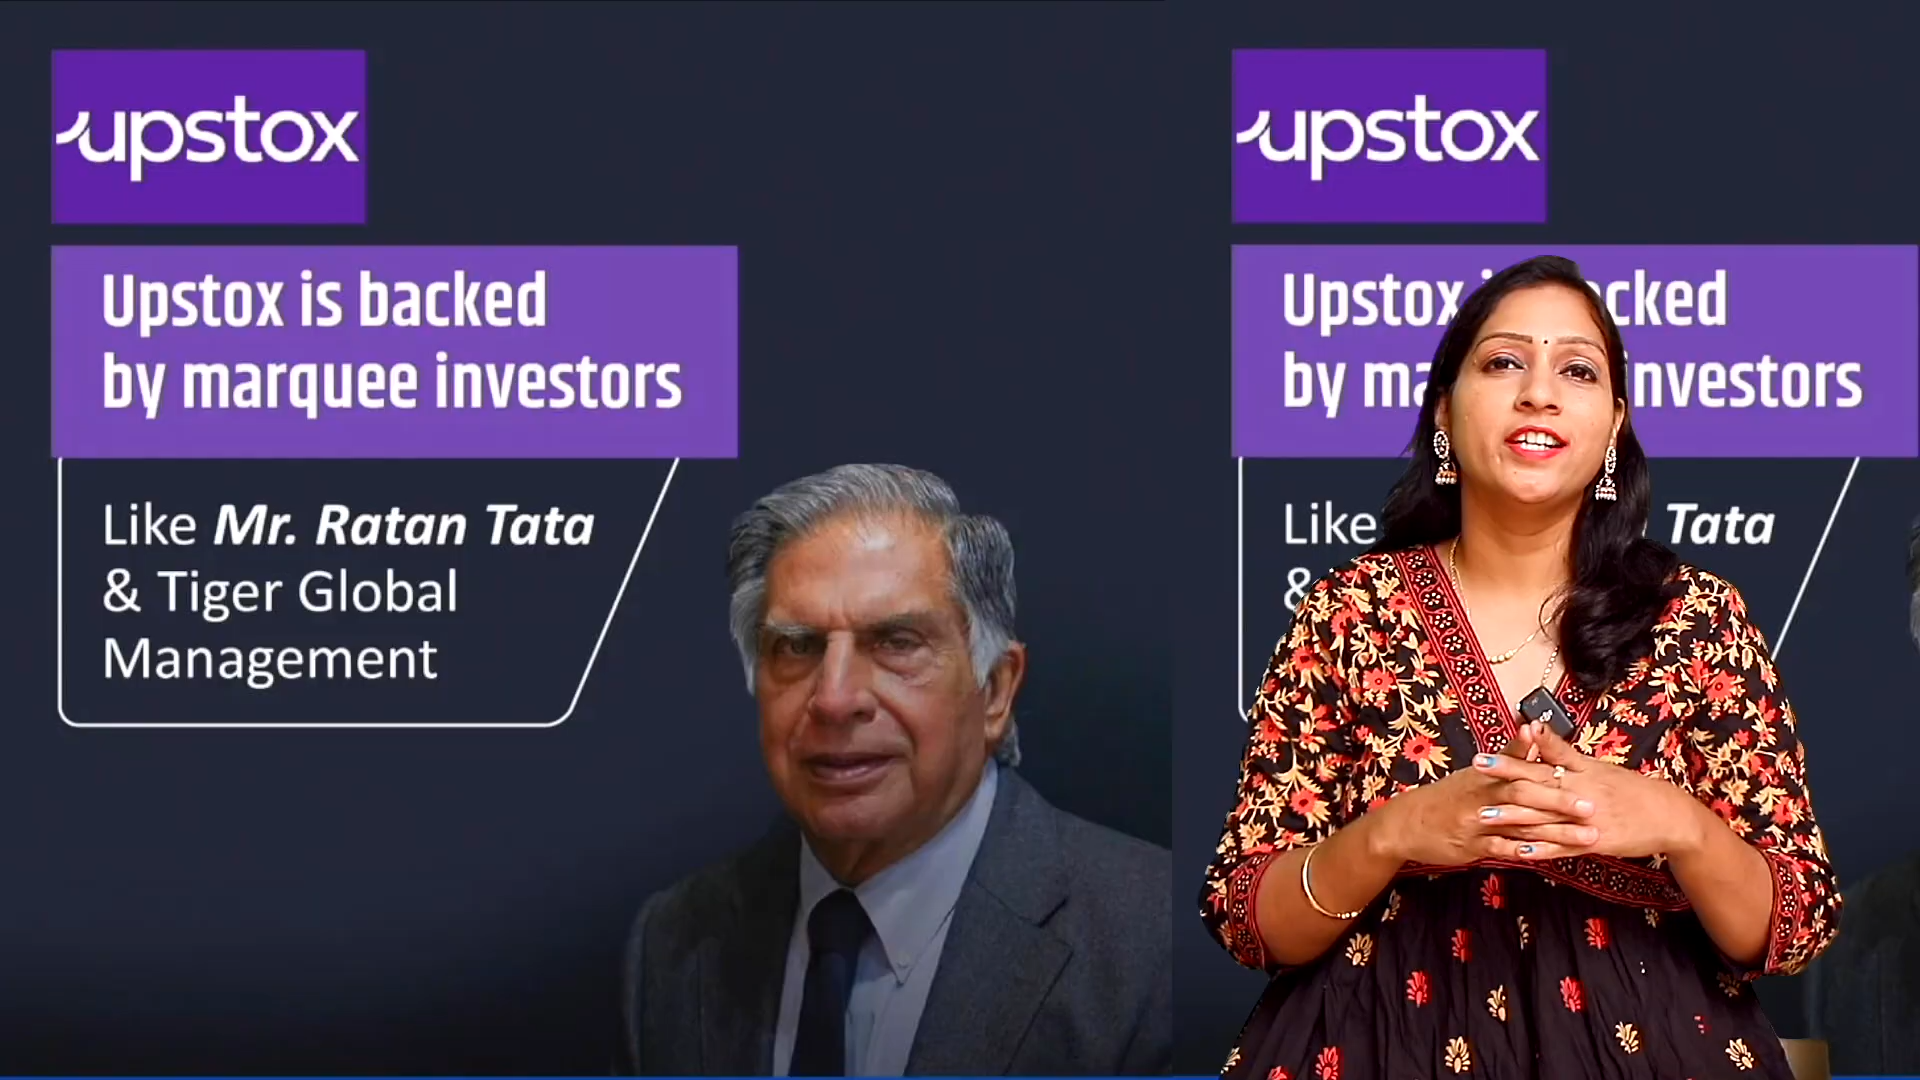 upstox
Upstox is backed
by marquee investors
Like Mr. Ratan Tata
& Tiger Global
Management
upstox
Upstox cked
by ma nvestors
Like Tata
&